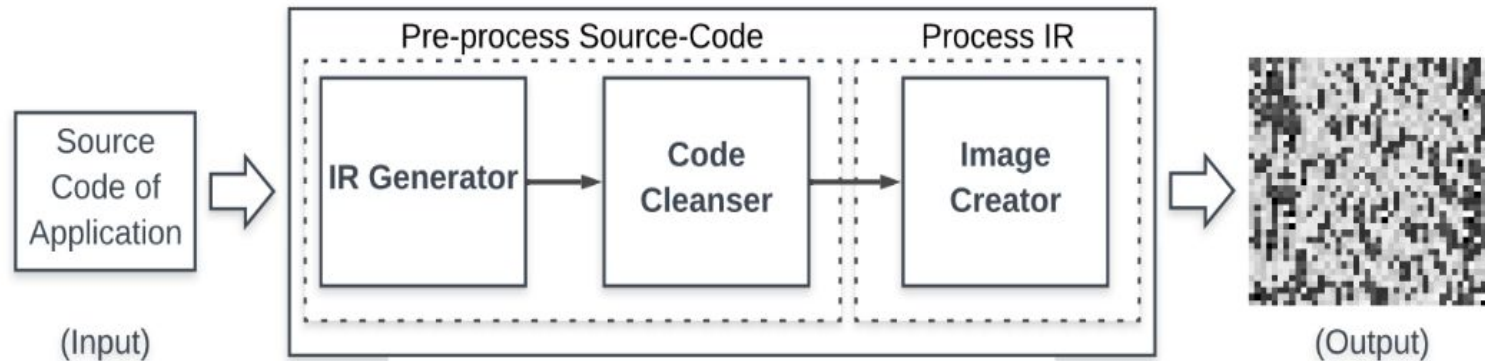 Pre-process Source-Code
Process IR
Source
Code of
Application
IR Generator
Code
Cleanser
Image
Creator
(Input)
(Output)